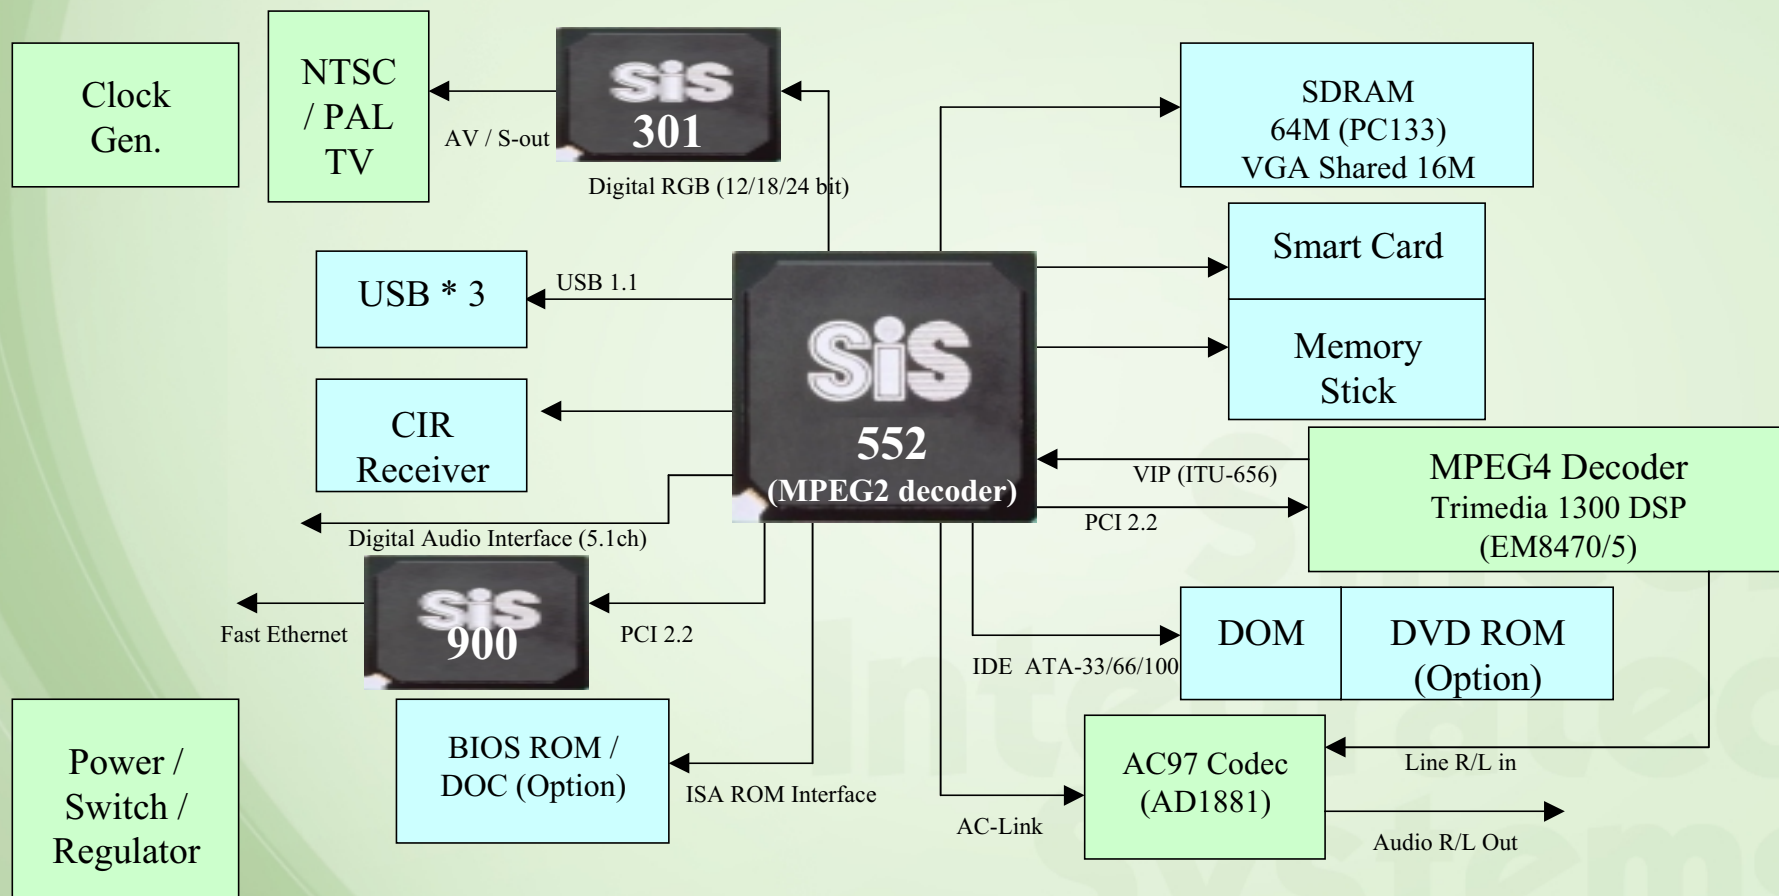 Clock
Gen.
NTSC
/ PAL
TV
AV / S-out
SiS
301
Digital RGB (12/18/24 bit)
SDRAM
64M (PC133)
VGA Shared 16M
USB * 3
USB 1.1
Smart Card
Memory
Stick
CIR
Receiver
SiS
552
(MPEG2 decoder)
VIP (ITU-656)
PCI 2.2
MPEG4 Decoder
Trimedia 1300 DSP
(EM8470/5)
Digital Audio Interface (5.1ch)
Fast Ethernet
SiS
900
PCI 2.2
IDE ATA-33/66/100
DOM
DVD ROM
(Option)
Power /
Switch /
Regulator
BIOS ROM /
DOC (Option)
ISA ROM Interface
AC-Link
AC97 Codec
(AD1881)
Line R/L in
Audio R/L Out
Integrated
Systems